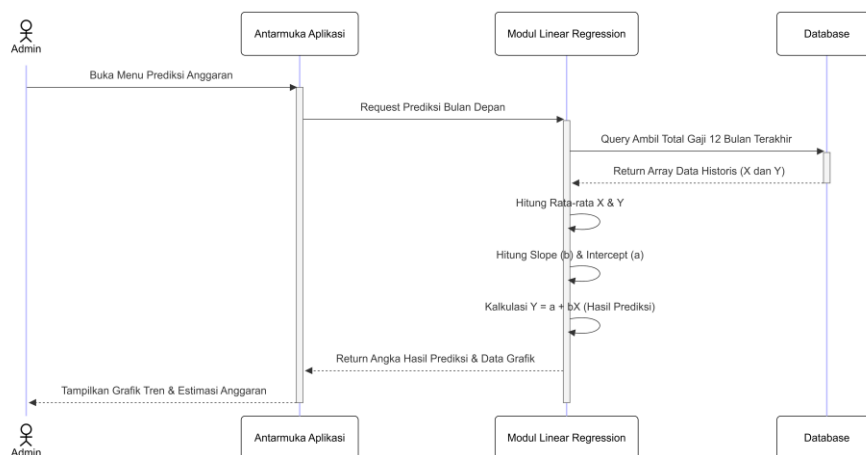 Admin
Antarmuka Aplikasi
Modul Linear Regression
Database
Buka Menu Prediksi Anggaran
Request Prediksi Bulan Depan
Query Ambil Total Gaji 12 Bulan Terakhir
Return Array Data Historis (X dan Y)
Hitung Rata-rata X & Y
Hitung Slope (b) & Intercept (a)
Kalkulasi Y = a + bX (Hasil Prediksi)
Return Angka Hasil Prediksi & Data Grafik
Tampilkan Grafik Tren & Estimasi Anggaran
Admin
Antarmuka Aplikasi
Modul Linear Regression
Database